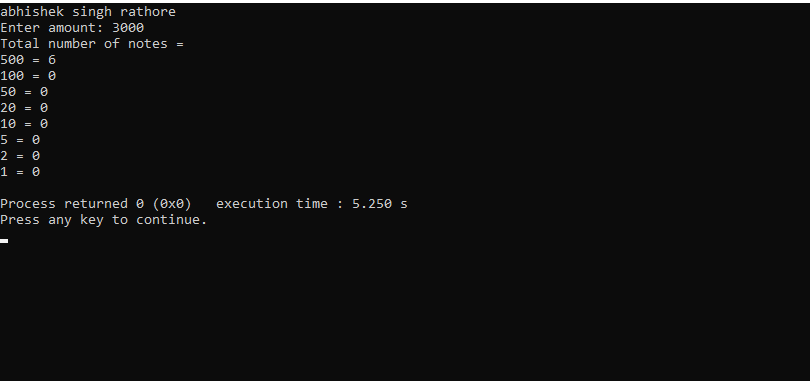 abhishek singh rathore
Enter amount: 3000
Total number of notes =
500 = 6
100 = 0
50 = 0
20 = 0
10 = 0
5 = 0
2 = 0
1 = 0
Process returned 0 (0x0)   execution time : 5.250 s
Press any key to continue.